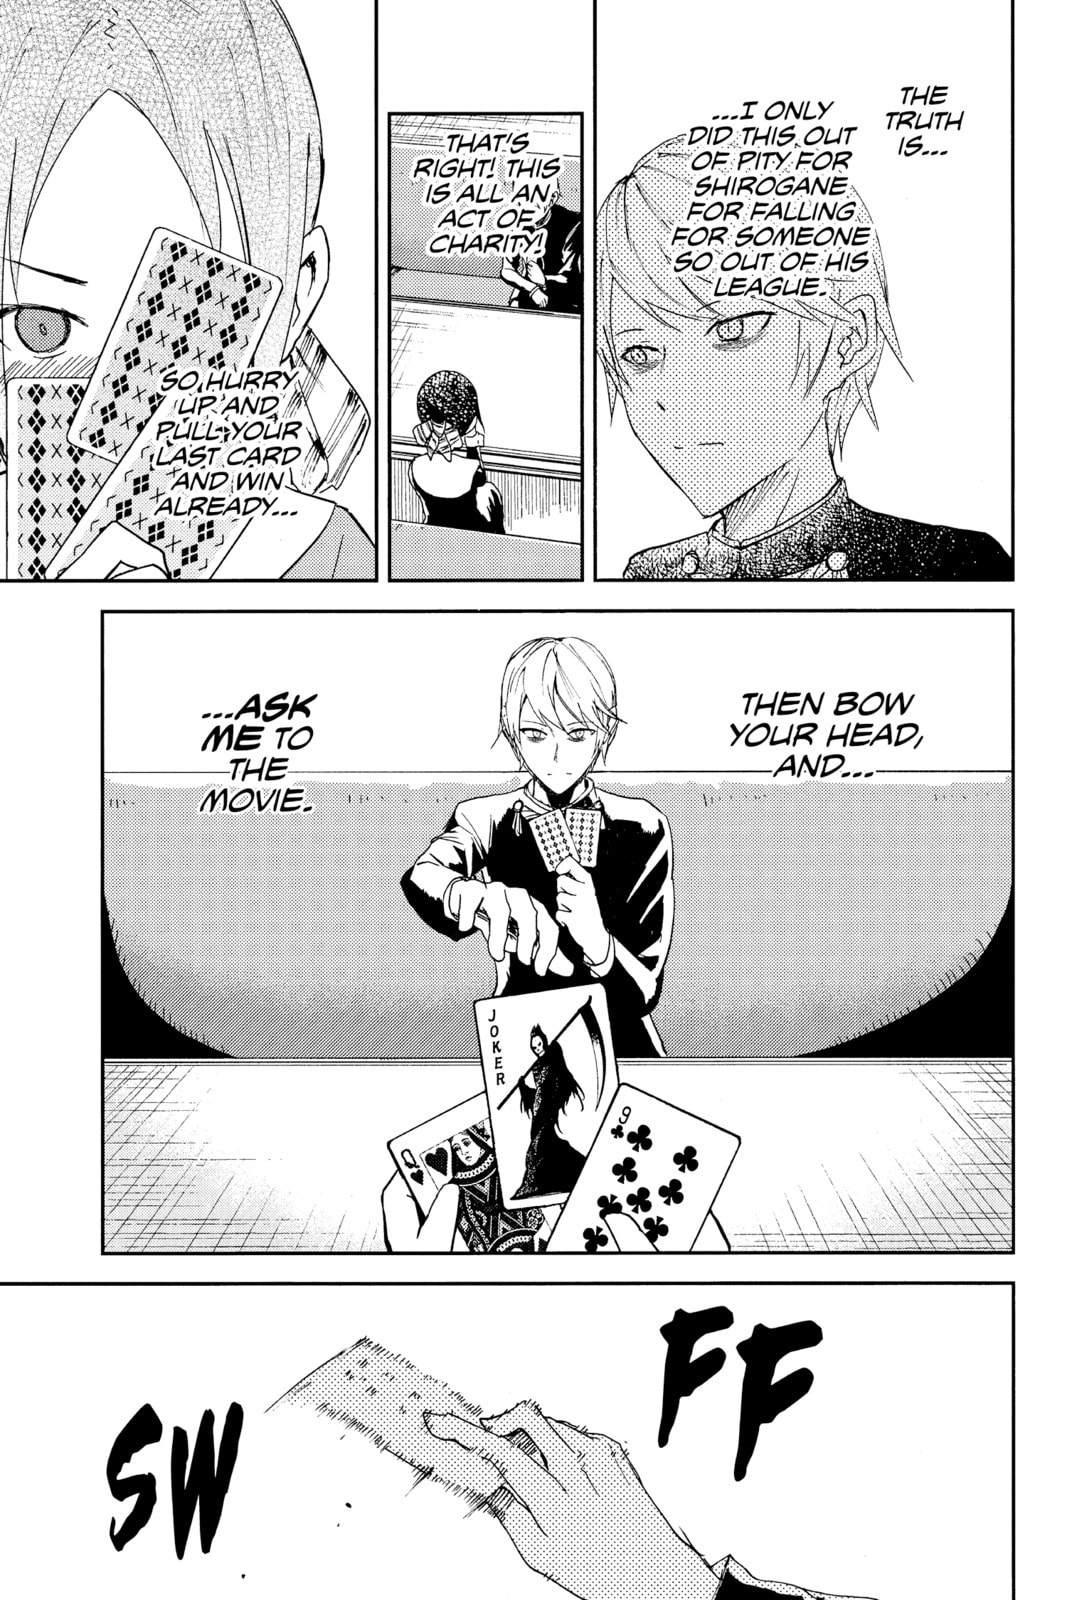 THE
TRUTH
IS...
...I ONLY
DID THIS OUT
OF PITY FOR
SHIROGANE
FOR FALLING
FOR SOMEONE
SO OUT OF HIS
LEAGUE.
THAT'S
RIGHT! THIS
IS ALL AN
ACT OF
CHARITY!
SO HURRY
UP AND
PULL YOUR
LAST CARD
AND WIN
ALREADY...
THEN BOW
YOUR HEAD,
AND...
...ASK
ME TO
THE
MOVIE.
JOKER
Q
9
SW
FF